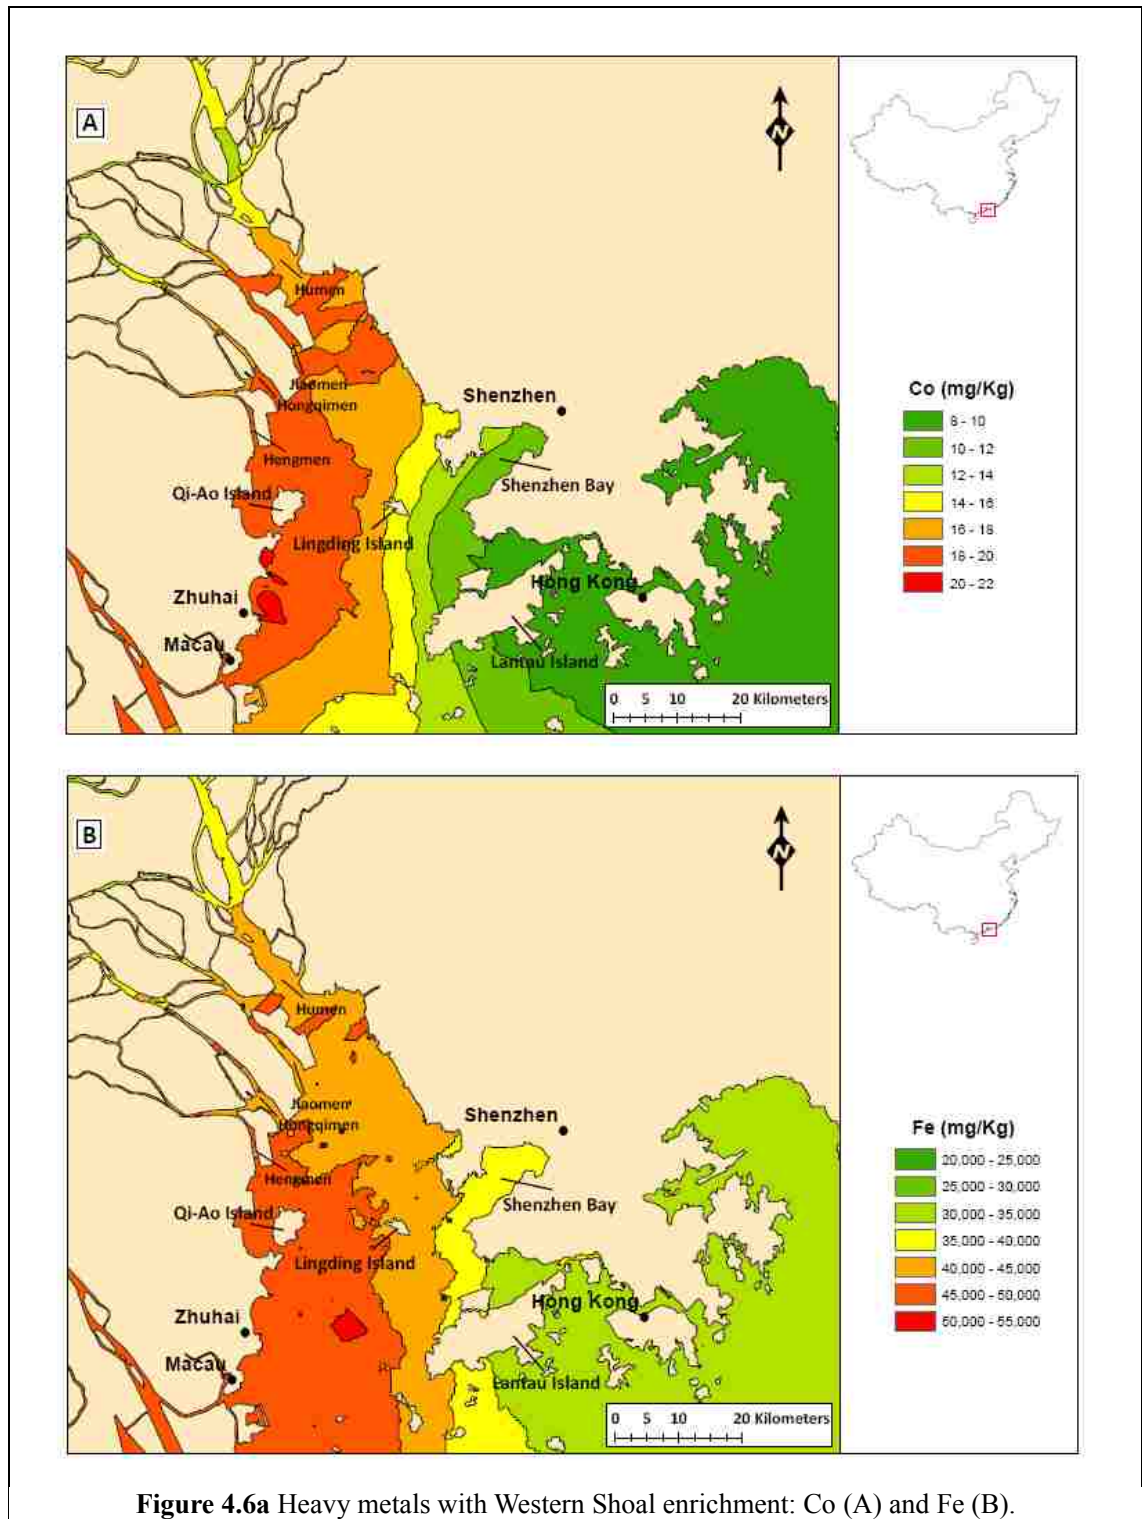 A
N
Humen
Jiaomen
Hongqimen
Hengmen
Qi-Ao Island
Lingding Island
Shenzhen
Shenzhen Bay
Zhuhai
Macau
Hong Kong
Lantau Island
0 5 10 20 Kilometers
Co (mg/Kg)
8 - 10
10 - 12
12 - 14
14 - 16
16 - 18
18 - 20
20 - 22
B
N
Humen
Jiaomen
Hongqimen
Hengmen
Qi-Ao Island
Lingding Island
Shenzhen
Shenzhen Bay
Zhuhai
Macau
Hong Kong
Lantau Island
0 5 10 20 Kilometers
Fe (mg/Kg)
20,000 - 25,000
25,000 - 30,000
30,000 - 35,000
35,000 - 40,000
40,000 - 45,000
45,000 - 50,000
50,000 - 55,000
Figure 4.6a Heavy metals with Western Shoal enrichment: Co (A) and Fe (B).